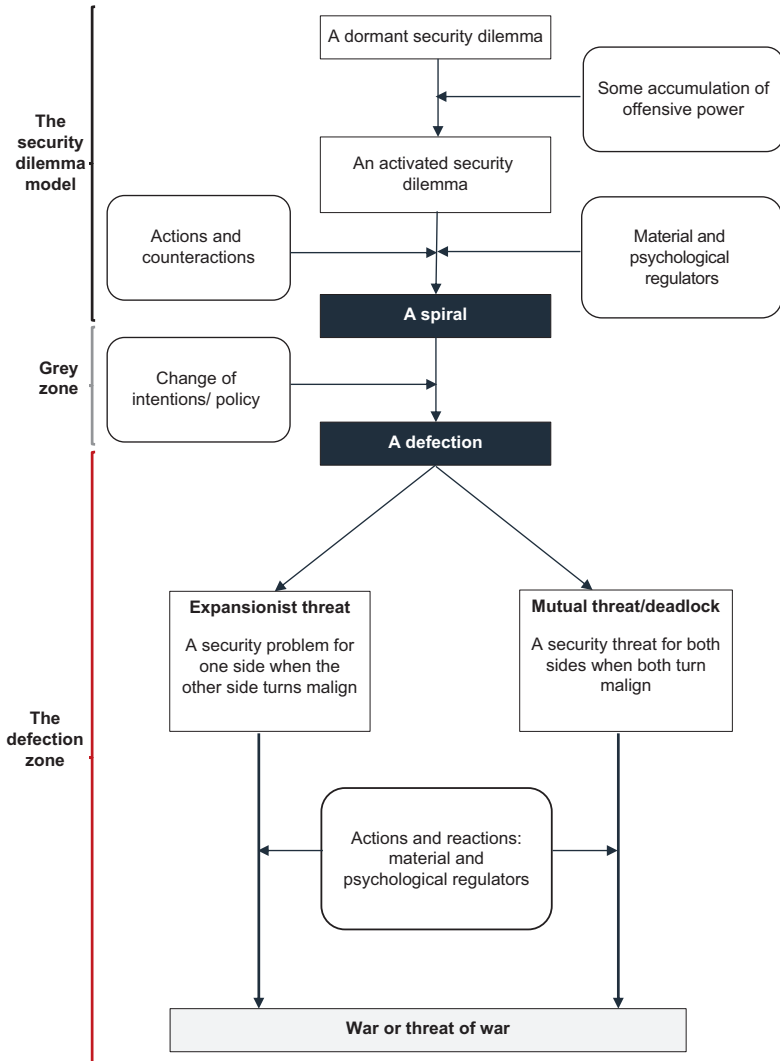 A dormant security dilemma
Some accumulation of
offensive power
The
security
dilemma
model
An activated security
dilemma
Actions and
counteractions
Material and
psychological
regulators
A spiral
Grey
zone
Change of
intentions/ policy
A defection
Expansionist threat
A security problem for
one side when the
other side turns malign
Mutual threat/deadlock
A security threat for both
sides when both turn
malign
The
defection
zone
Actions and reactions:
material and
psychological regulators
War or threat of war